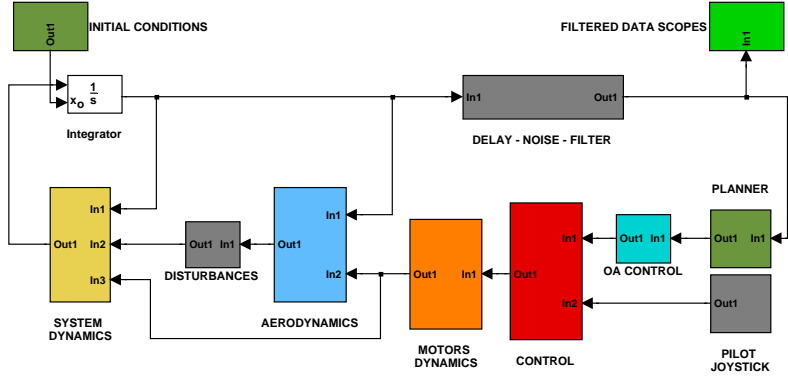 INITIAL CONDITIONS
Out1
FILTERED DATA SCOPES
In1
1
s
xo
Integrator
In1
Out1
DELAY - NOISE - FILTER
In1
Out1
In2
In3
SYSTEM
DYNAMICS
Out1
In1
DISTURBANCES
In1
Out1
In2
AERODYNAMICS
Out1
In1
MOTORS
DYNAMICS
In1
Out1
In2
CONTROL
Out1
In1
OA CONTROL
PLANNER
Out1
In1
Out1
PILOT
JOYSTICK